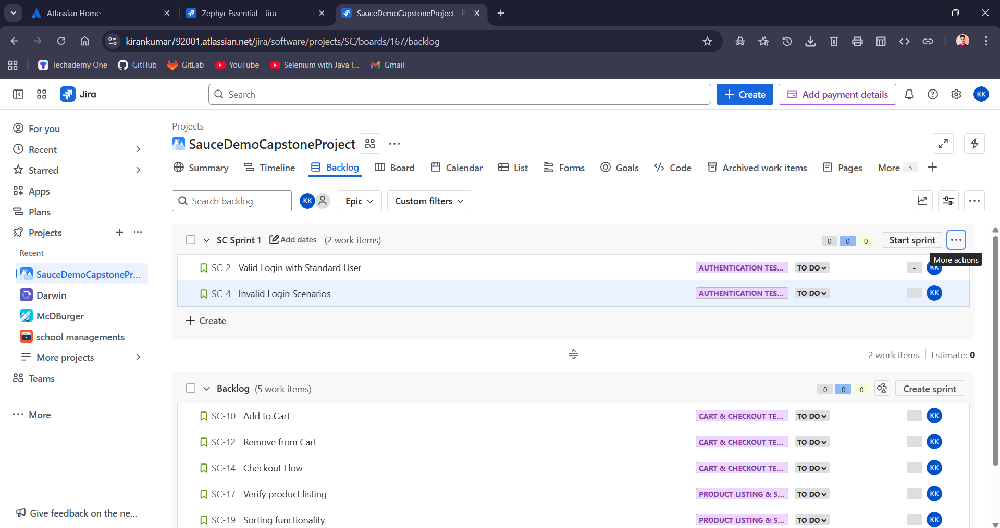 Atlassian Home
Zephyr Essential - Jira
SauceDemoCapstoneProject - B
kirankumar792001.atlassian.net/jira/software/projects/SC/boards/167/backlog
Techademy One
GitHub
GitLab
YouTube
Selenium with Java I...
Gmail
Jira
Search
Create
Add payment details
KK
For you
Recent
Starred
Apps
Plans
Projects
Recent
SauceDemoCapstonePr...
Darwin
McDBurger
school managements
More projects
Teams
More
Give feedback on the ne...
Projects
SauceDemoCapstoneProject
Summary
Timeline
Backlog
Board
Calendar
List
Forms
Goals
Code
Archived work items
Pages
More 3
Search backlog
KK
Epic
Custom filters
SC Sprint 1 Add dates (2 work items) 0 0 0 Start sprint
More actions
SC-2 Valid Login with Standard User AUTHENTICATION TES... TO DO - KK
SC-4 Invalid Login Scenarios AUTHENTICATION TES... TO DO - KK
Create
2 work items Estimate: 0
Backlog (5 work items) 0 0 0 Create sprint
SC-10 Add to Cart CART & CHECKOUT TE... TO DO - KK
SC-12 Remove from Cart CART & CHECKOUT TE... TO DO - KK
SC-14 Checkout Flow CART & CHECKOUT TE... TO DO - KK
SC-17 Verify product listing PRODUCT LISTING & S... TO DO - KK
SC-19 Sorting functionality PRODUCT LISTING & S... TO DO - KK